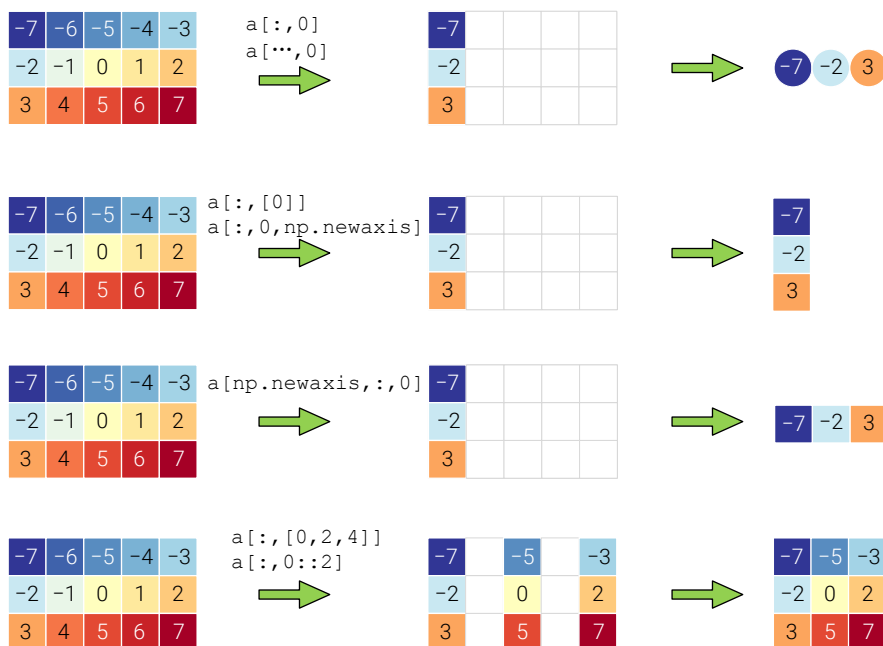 a[:,0]
a[⋯,0]
−7 −6 −5 −4 −3 −7
−2 −1 0 1 2 −2 −7 −2 3
3 4 5 6 7 3
a[:,[0]]
a[:,0,np.newaxis]
−7 −6 −5 −4 −3 −7 −7
−2 −1 0 1 2 −2 −2
3 4 5 6 7 3 3
a[np.newaxis,:,0]
−7 −6 −5 −4 −3 −7
−2 −1 0 1 2 −2
−7 −2 3
3 4 5 6 7 3
a[:,[0,2,4]]
a[:,0::2]
−7 −6 −5 −4 −3 −7 −5 −3 −7 −5 −3
−2 −1 0 1 2 −2 0 2 −2 0 2
3 4 5 6 7 3 5 7 3 5 7